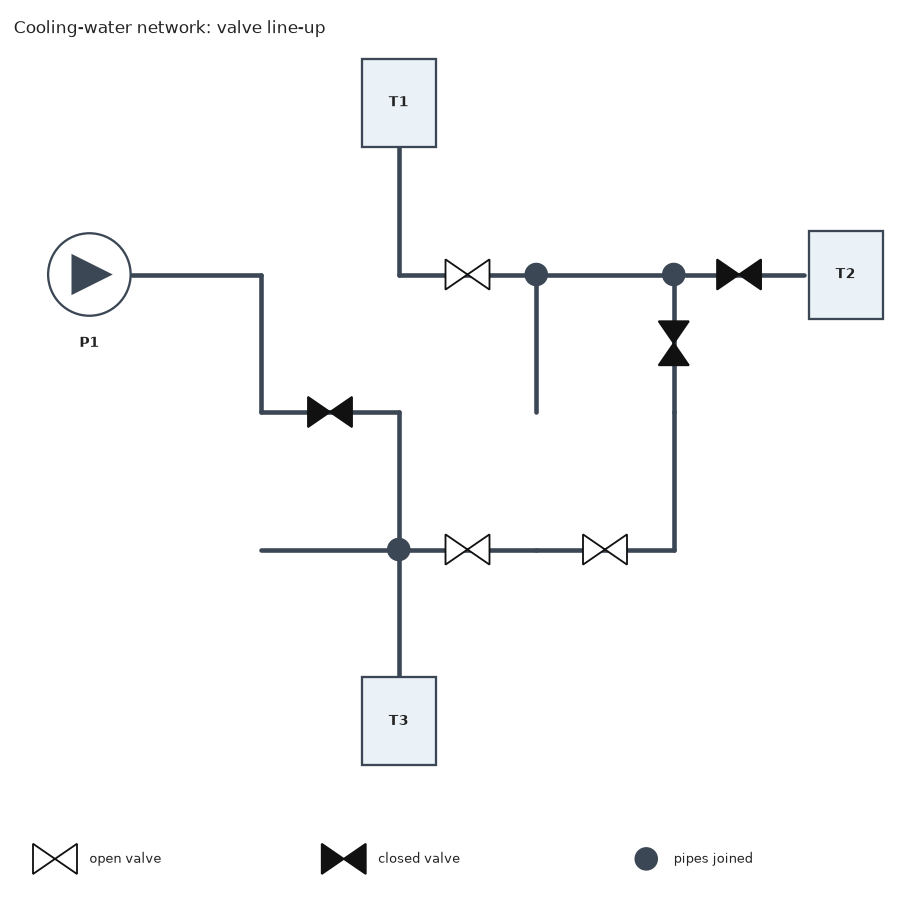 Cooling-water network: valve line-up
T1
T2
P1
T3
open valve
closed valve
pipes joined